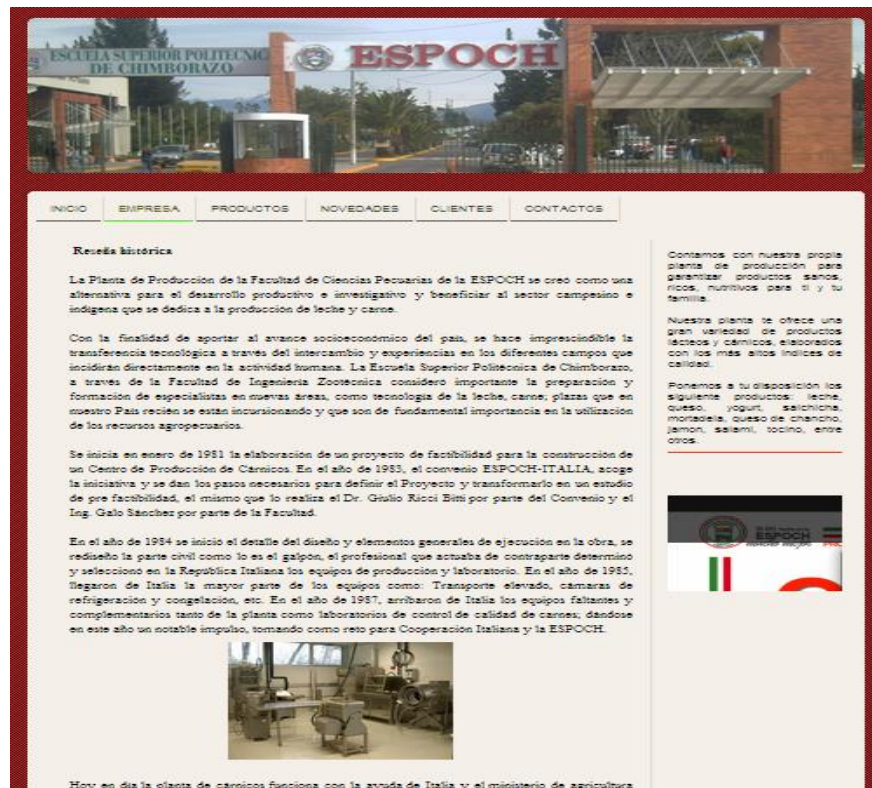 ESCUELA SUPERIOR POLITECNIC
DE CHIMBORAZO
ESPOCH
INICIO
EMPRESA
PRODUCTOS
NOVEDADES
CLIENTES
CONTACTOS
Reseña histórica
La Planta de Producción de la Facultad de Ciencias Pecuarias de la ESPOCH se creó como una
alternativa para el desarrollo productivo e investigativo y beneficiar al sector campesino e
indígena que se dedica a la producción de leche y carne.
Con la finalidad de aportar al avance socioeconómico del país, se hace imprescindible la
transferencia tecnológica a través del intercambio y experiencias en los diferentes campos que
incidirán directamente en la actividad humana. La Escuela Superior Politécnica de Chimborazo,
a través de la Facultad de Ingeniería Zootécnica consideró importante la preparación y
formación de especialistas en nuevas áreas, como tecnología de la leche, carne; plazas que en
nuestro País recién se están incursionando y que son de fundamental importancia en la utilización
de los recursos agropecuarios.
Se inicia en enero de 1981 la elaboración de un proyecto de factibilidad para la construcción de
un Centro de Producción de Cárnicos. En el año de 1983, el convenio ESPOCH-ITALIA, acoge
la iniciativa y se dan los pasos necesarios para definir el Proyecto y transformarlo en un estudio
de pre factibilidad, el mismo que lo realiza el Dr. Giulio Ricci Bitti por parte del Convenio y el
Ing. Galo Sánchez por parte de la Facultad.
En el año de 1984 se inició el detalle del diseño y elementos generales de ejecución en la obra, se
rediseño la parte civil como lo es el galpón, el profesional que actuaba de contraparte determinó
y seleccionó en la República Italiana los equipos de producción y laboratorio. En el año de 1985,
llegaron de Italia la mayor parte de los equipos como: Transporte elevado, cámaras de
refrigeración y congelación, etc. En el año de 1987, arribaron de Italia los equipos faltantes y
complementarios tanto de la planta como laboratorios de control de calidad de carnes; dándose
en este año un notable impulso, tomando como reto para Cooperación Italiana y la ESPOCH.
Hoy en día la planta de cárnicos funciona con la ayuda de Italia y el ministerio de agricultura
Contamos con nuestra propia
planta de producción para
garantizar productos sanos,
ricos, nutritivos para ti y tu
familia.
Nuestra planta te ofrece una
gran variedad de productos
lácteos y cárnicos, elaborados
con los más altos índices de
calidad.
Ponemos a tu disposición los
siguiente productos: leche,
queso, yogurt, salchicha,
mortadela, queso de chancho,
jamon, salami, tocino, entre
otros.
ESPOCH